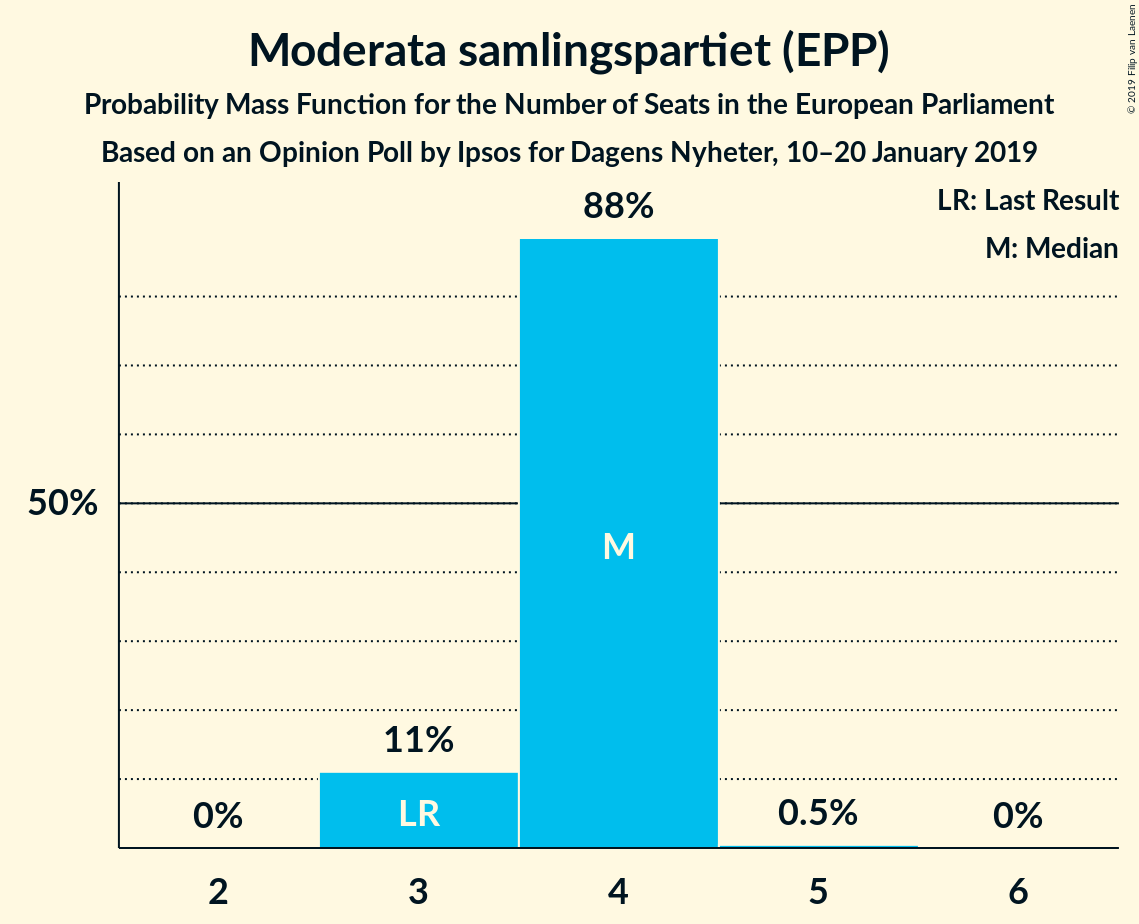 Moderata samlingspartiet (EPP)
Probability Mass Function for the Number of Seats in the European Parliament
Based on an Opinion Poll by Ipsos for Dagens Nyheter, 10–20 January 2019
© 2019 Filip van Laenen
LR: Last Result
M: Median
88%
50%
M
11%
LR
0%
0.5%
0%
2 3 4 5 6